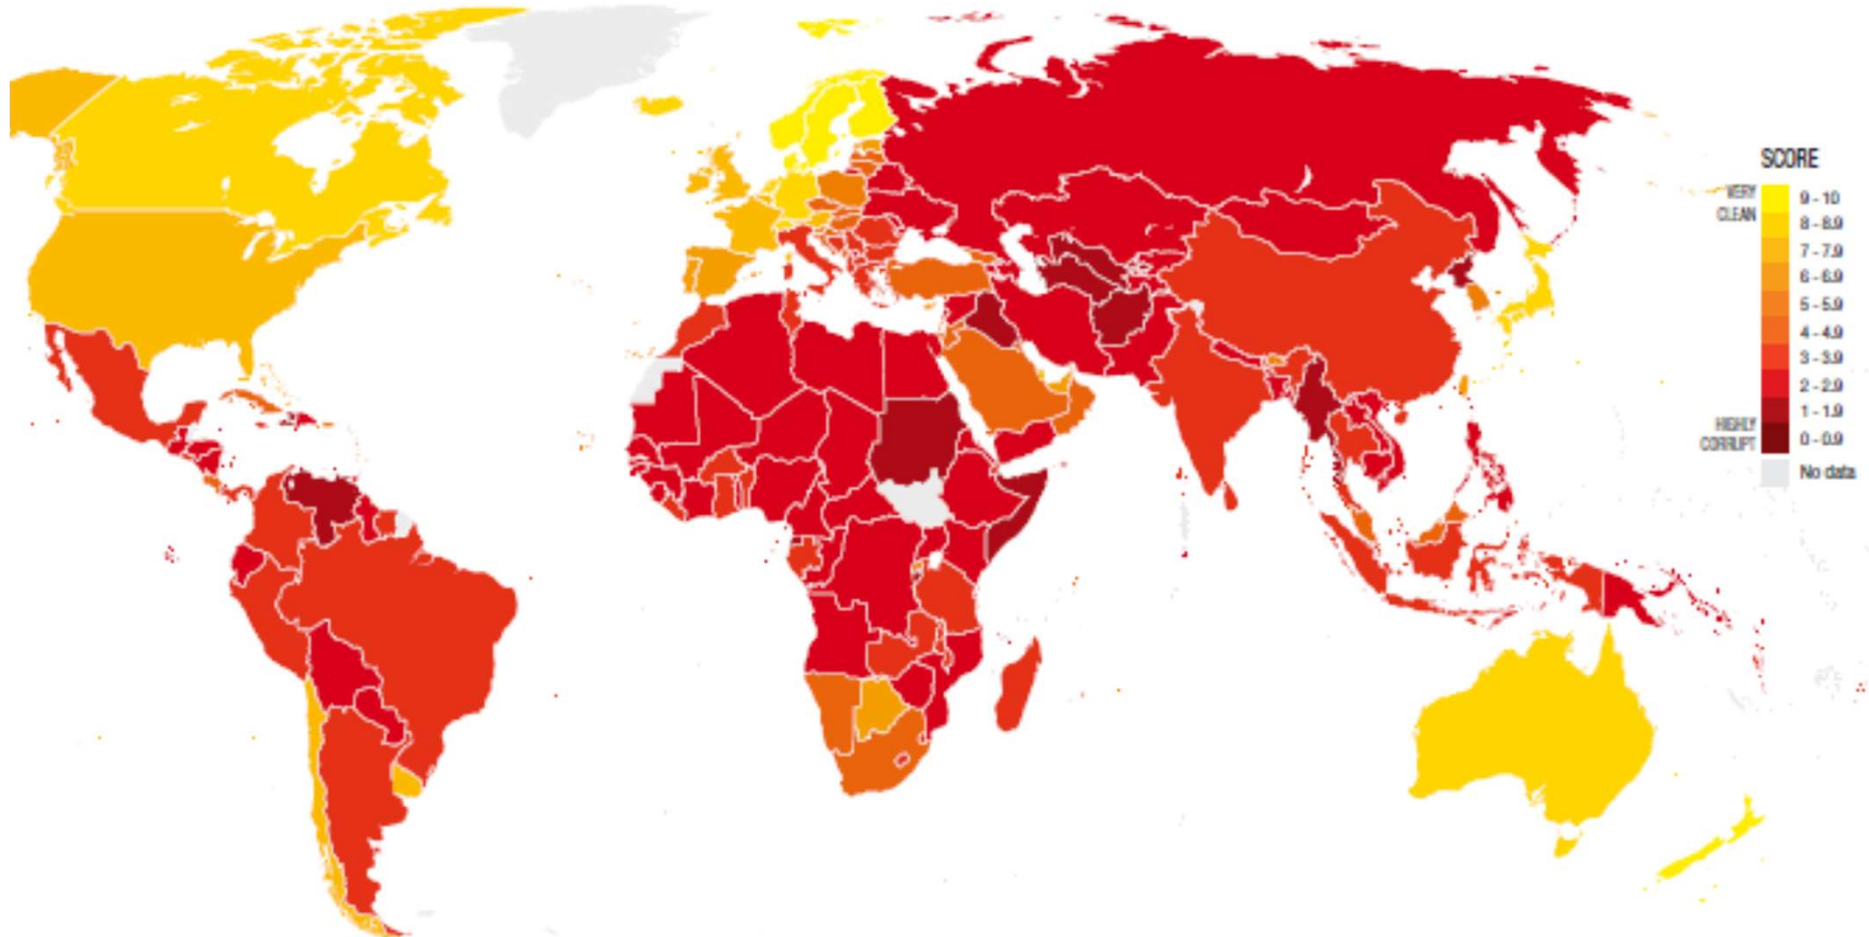 SCORE
VERY
CLEAN
9 - 10
8 - 8.9
7 - 7.9
6 - 6.9
5 - 5.9
4 - 4.9
3 - 3.9
2 - 2.9
1 - 1.9
HIGHLY
CORRUPT
0 - 0.9
No data